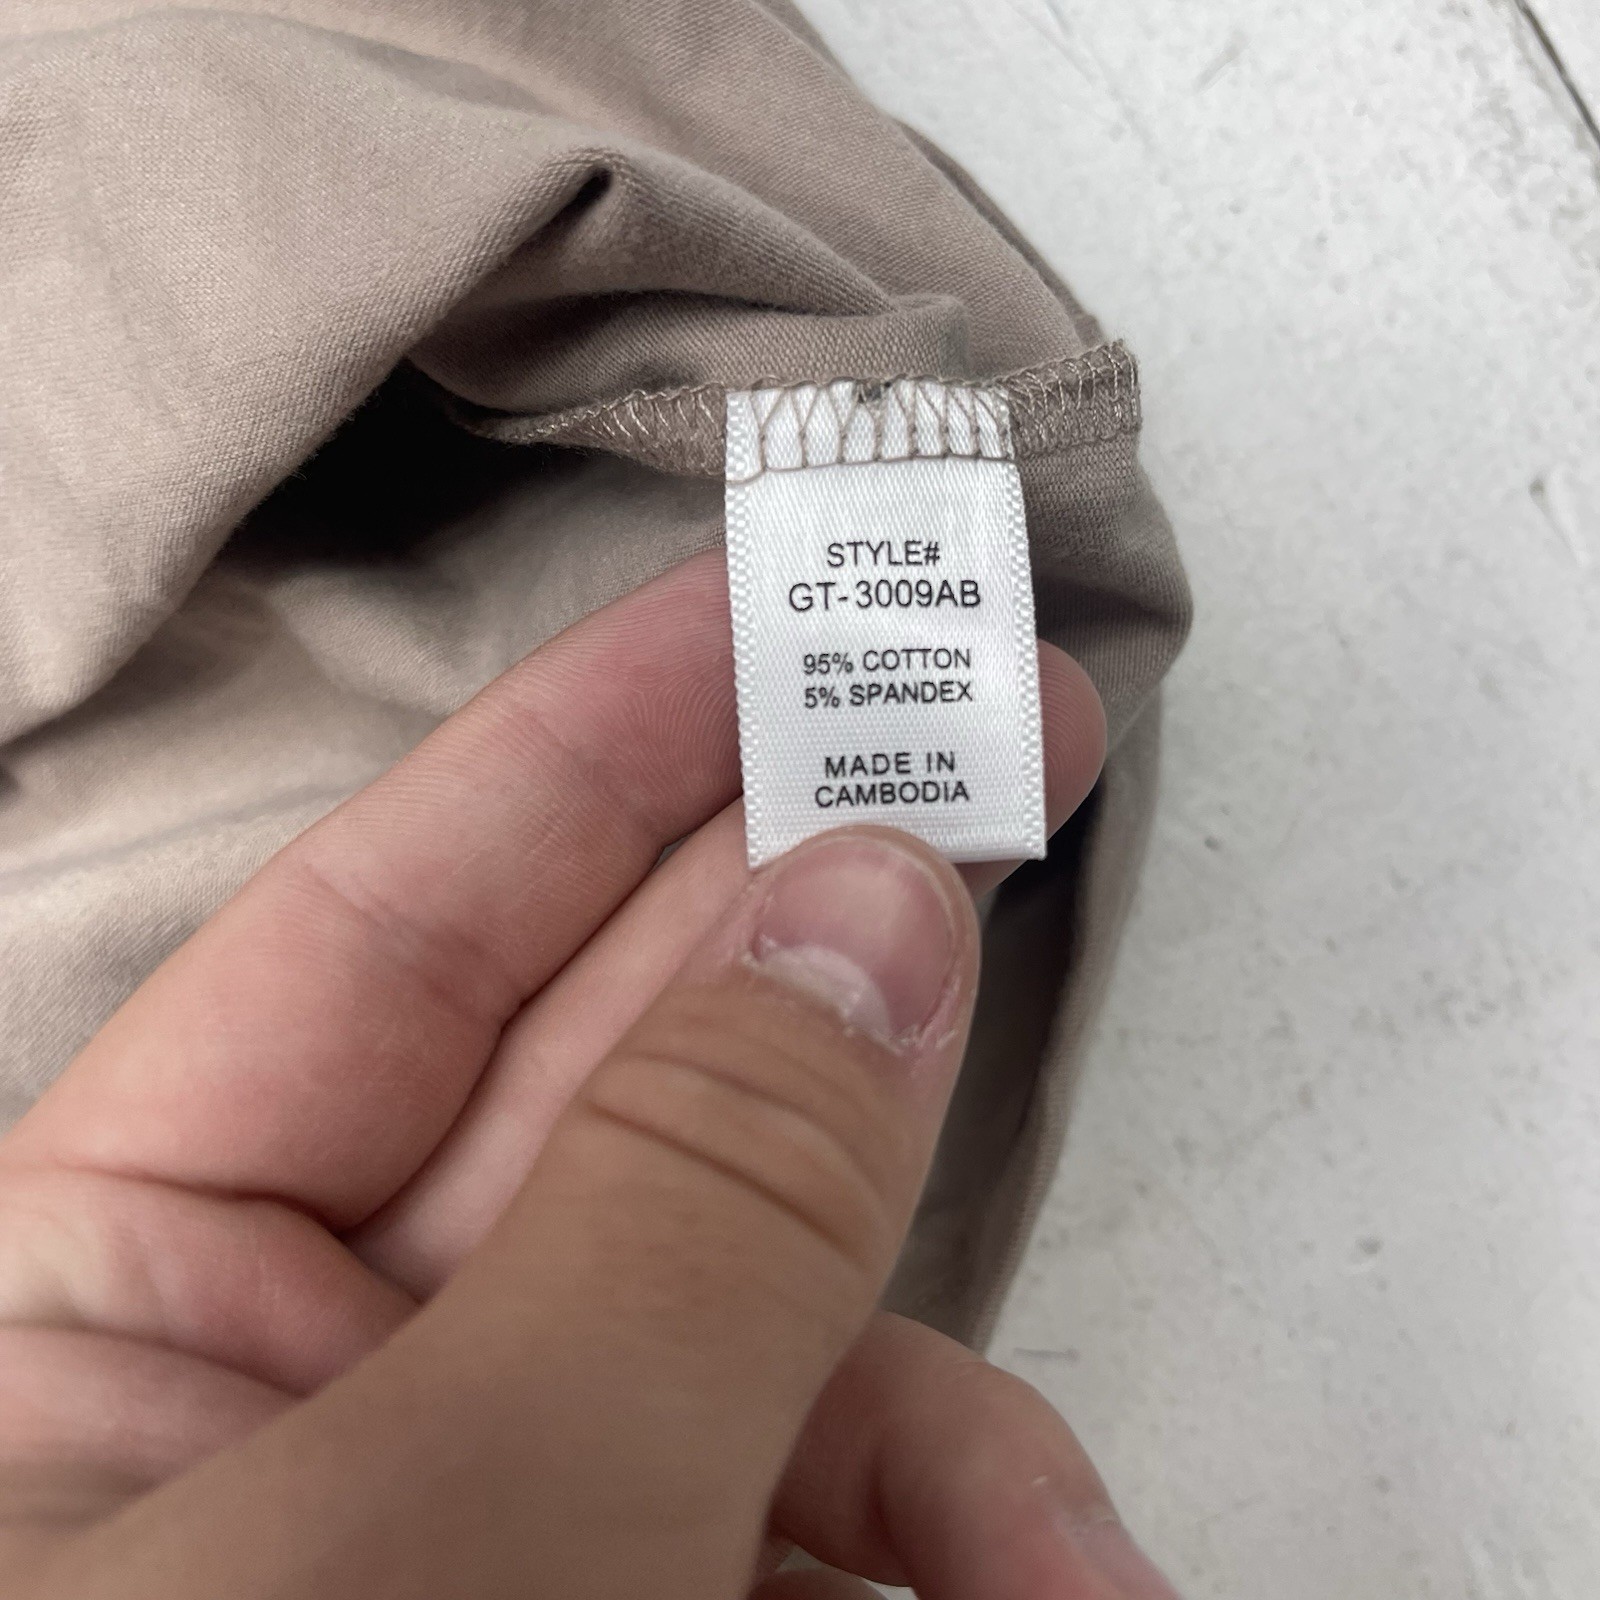 STYLE#
GT-3009AB
95% COTTON
5% SPANDEX
MADE IN
CAMBODIA